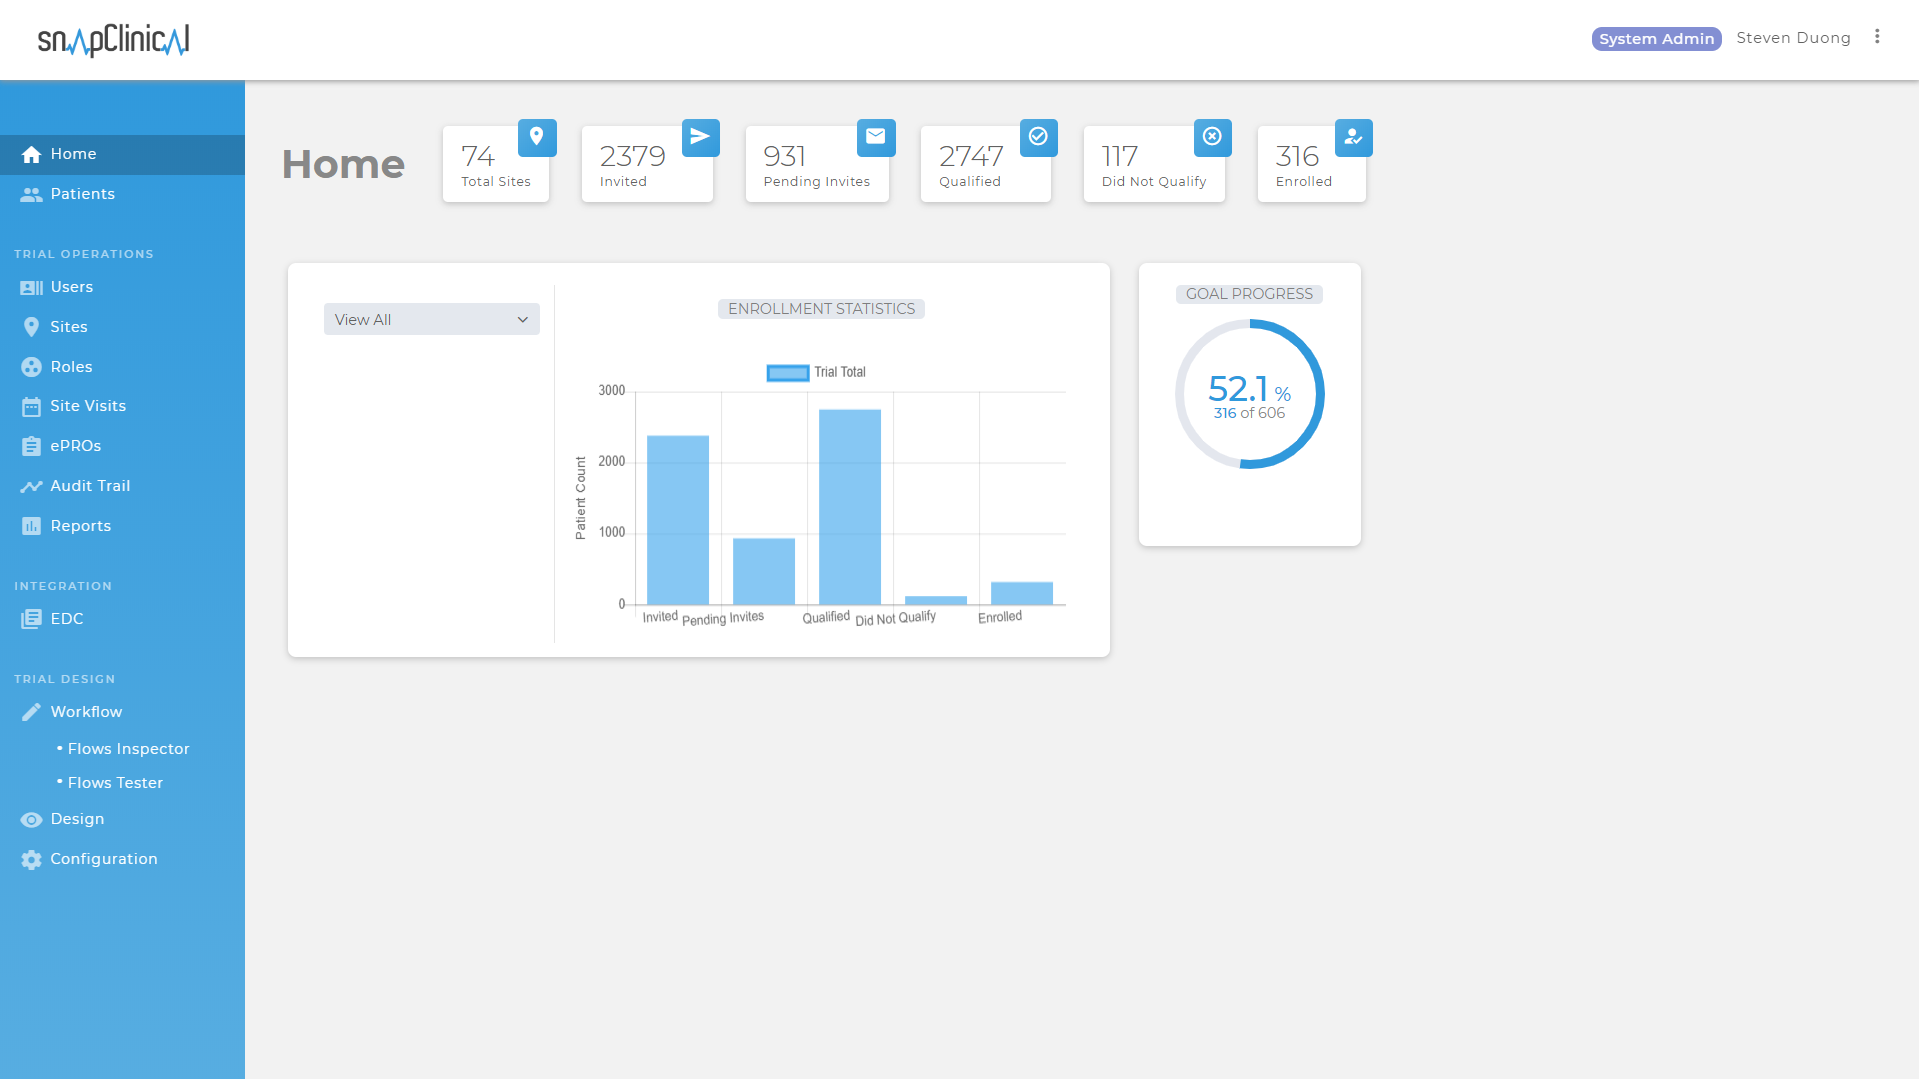 snapClinical
System Admin
Steven Duong
Home
Patients
TRIAL OPERATIONS
Users
Sites
Roles
Site Visits
ePROs
Audit Trail
Reports
INTEGRATION
EDC
TRIAL DESIGN
Workflow
• Flows Inspector
• Flows Tester
Design
Configuration
Home
74
Total Sites
2379
Invited
931
Pending Invites
2747
Qualified
117
Did Not Qualify
316
Enrolled
View All
ENROLLMENT STATISTICS
Trial Total
Patient Count
3000
2000
1000
0
Invited
Pending Invites
Qualified
Did Not Qualify
Enrolled
GOAL PROGRESS
52.1 %
316 of 606